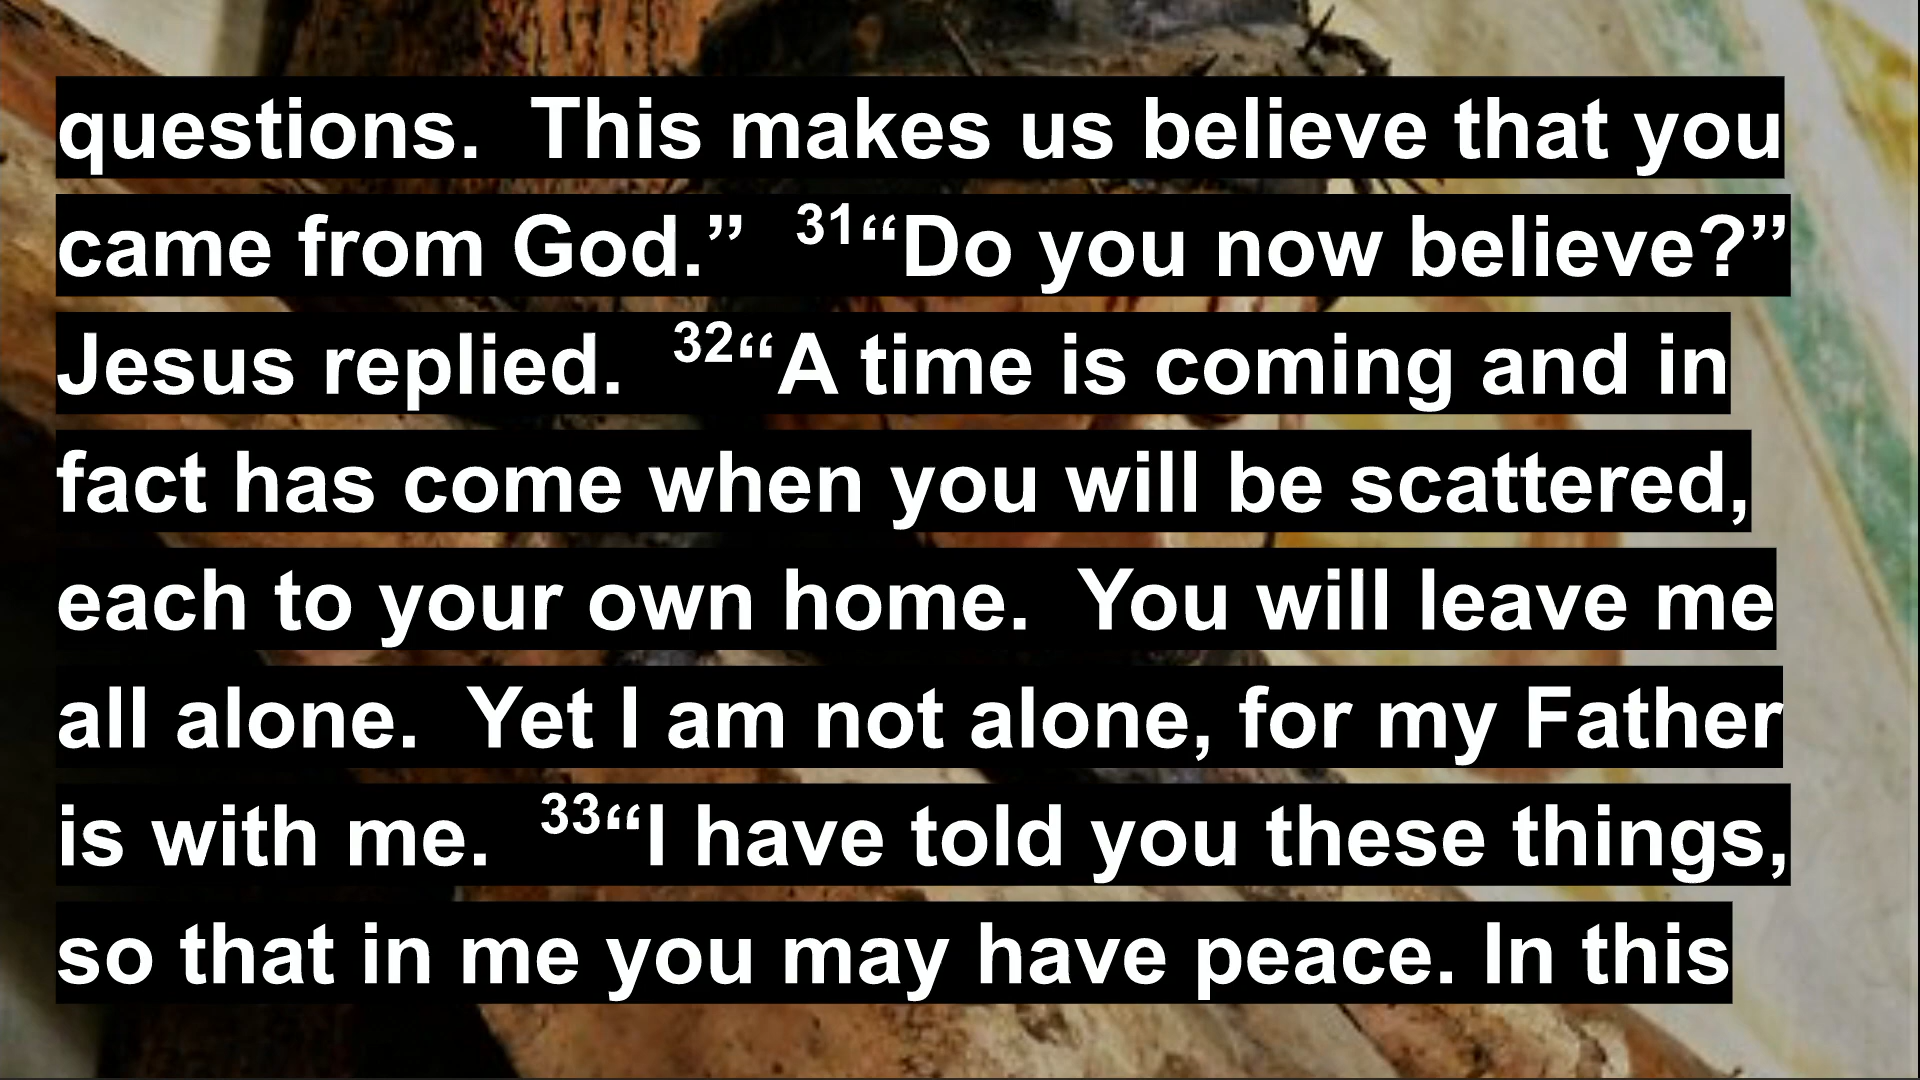 questions.  This makes us believe that you
came from God.”  31“Do you now believe?”
Jesus replied.  32“A time is coming and in
fact has come when you will be scattered,
each to your own home.  You will leave me
all alone.  Yet I am not alone, for my Father
is with me.  33“I have told you these things,
so that in me you may have peace. In this